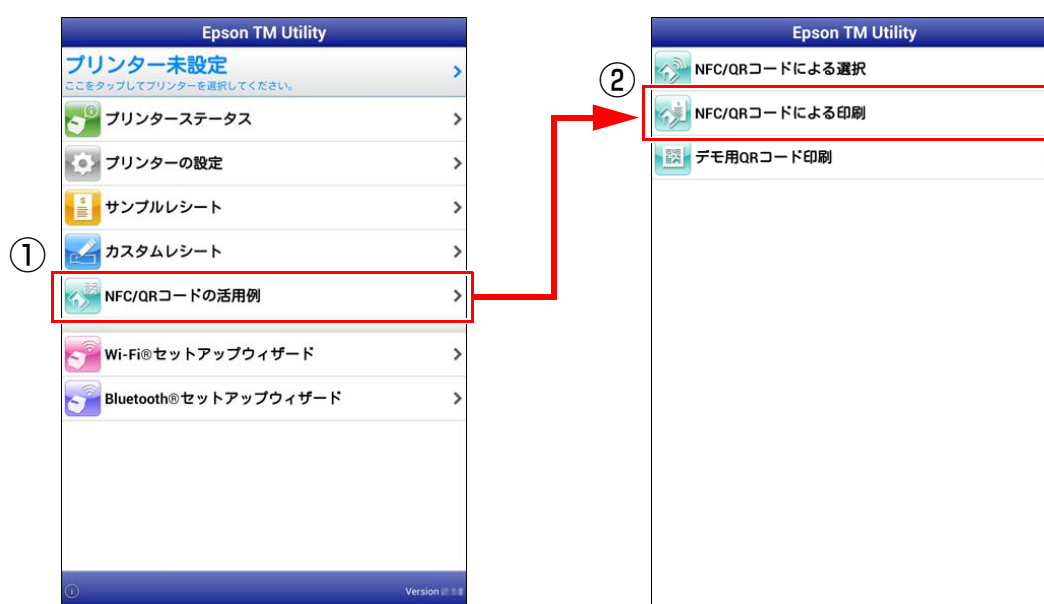 Epson TM Utility
プリンター未設定
ここをタップしてプリンターを選択してください。
プリンターステータス
プリンターの設定
サンプルレシート
カスタムレシート
①
NFC/QRコードの活用例
Wi-Fi®セットアップウィザード
Bluetooth®セットアップウィザード
Version
Epson TM Utility
②
NFC/QRコードによる選択
NFC/QRコードによる印刷
デモ用QRコード印刷